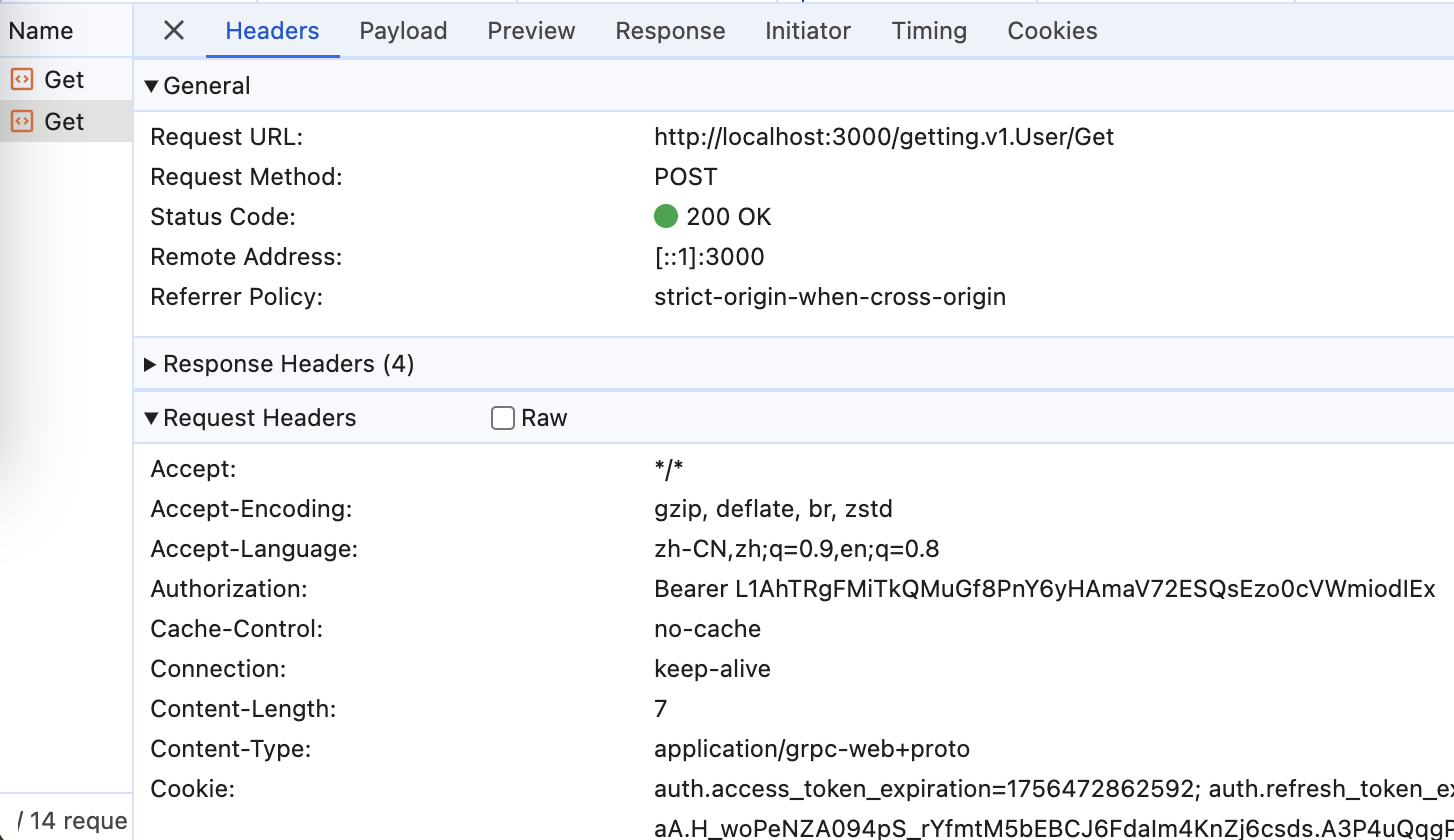 Name
Headers Payload Preview Response Initiator Timing Cookies
Get
Get
General
Request URL: http://localhost:3000/getting.v1.User/Get
Request Method: POST
Status Code: 200 OK
Remote Address: [::1]:3000
Referrer Policy: strict-origin-when-cross-origin
Response Headers (4)
Request Headers Raw
Accept: */*
Accept-Encoding: gzip, deflate, br, zstd
Accept-Language: zh-CN,zh;q=0.9,en;q=0.8
Authorization: Bearer L1AhTRgFMiTkQMuGf8PnY6yHAmaV72ESQsEzo0cVWmiodIEx
Cache-Control: no-cache
Connection: keep-alive
Content-Length: 7
Content-Type: application/grpc-web+proto
Cookie: auth.access_token_expiration=1756472862592; auth.refresh_token_ex
/ 14 reque